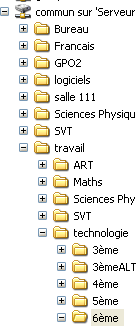 commun sur 'Serveur
Bureau
Francais
GPO2
logiciels
salle 111
Sciences Physiqu
SVT
travail
ART
Maths
Sciences Phy
SVT
technologie
3ème
3èmeALT
4ème
5ème
6ème